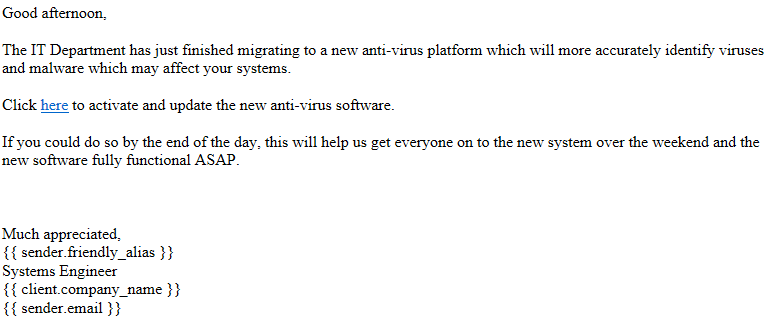 Good afternoon,
The IT Department has just finished migrating to a new anti-virus platform which will more accurately identify viruses
and malware which may affect your systems.
Click here to activate and update the new anti-virus software.
If you could do so by the end of the day, this will help us get everyone on to the new system over the weekend and the
new software fully functional ASAP.
Much appreciated,
{{ sender.friendly_alias }}
Systems Engineer
{{ client.company_name }}
{{ sender.email }}